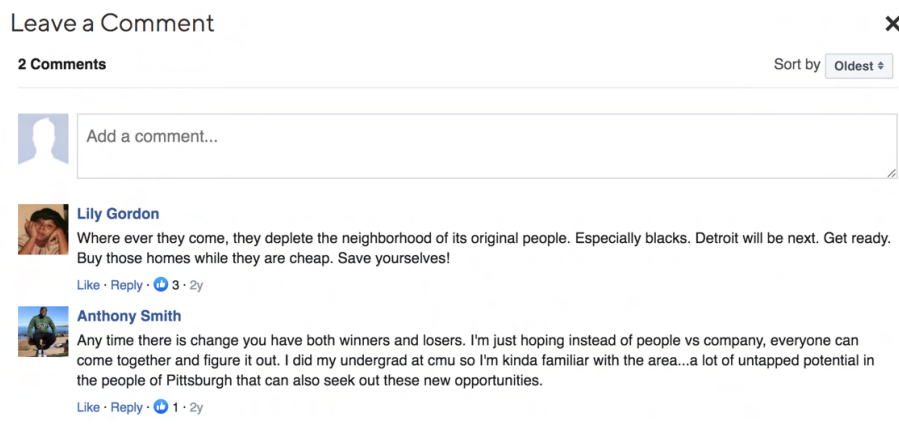 Leave a Comment
2 Comments
Sort by Oldest
Add a comment...
Lily Gordon
Where ever they come, they deplete the neighborhood of its original people. Especially blacks. Detroit will be next. Get ready.
Buy those homes while they are cheap. Save yourselves!
Like · Reply · 3 · 2y
Anthony Smith
Any time there is change you have both winners and losers. I'm just hoping instead of people vs company, everyone can
come together and figure it out. I did my undergrad at cmu so I'm kinda familiar with the area...a lot of untapped potential in
the people of Pittsburgh that can also seek out these new opportunities.
Like · Reply · 1 · 2y